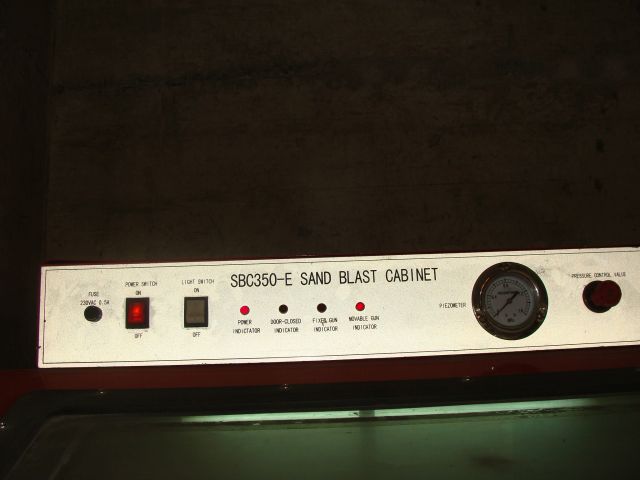 SBC350-E SAND BLAST CABINET
FUSE
230VAC 0.5A
POWER SWITCH
ON
OFF
LIGHT SWITCH
ON
OFF
POWER
INDICTATOR
DOOR-CLOSED
INDICATOR
FIXED GUN
INDICATOR
MOVABLE GUN
INDICATOR
PIEZOMETER
PRESSURE CONTROL VALVE